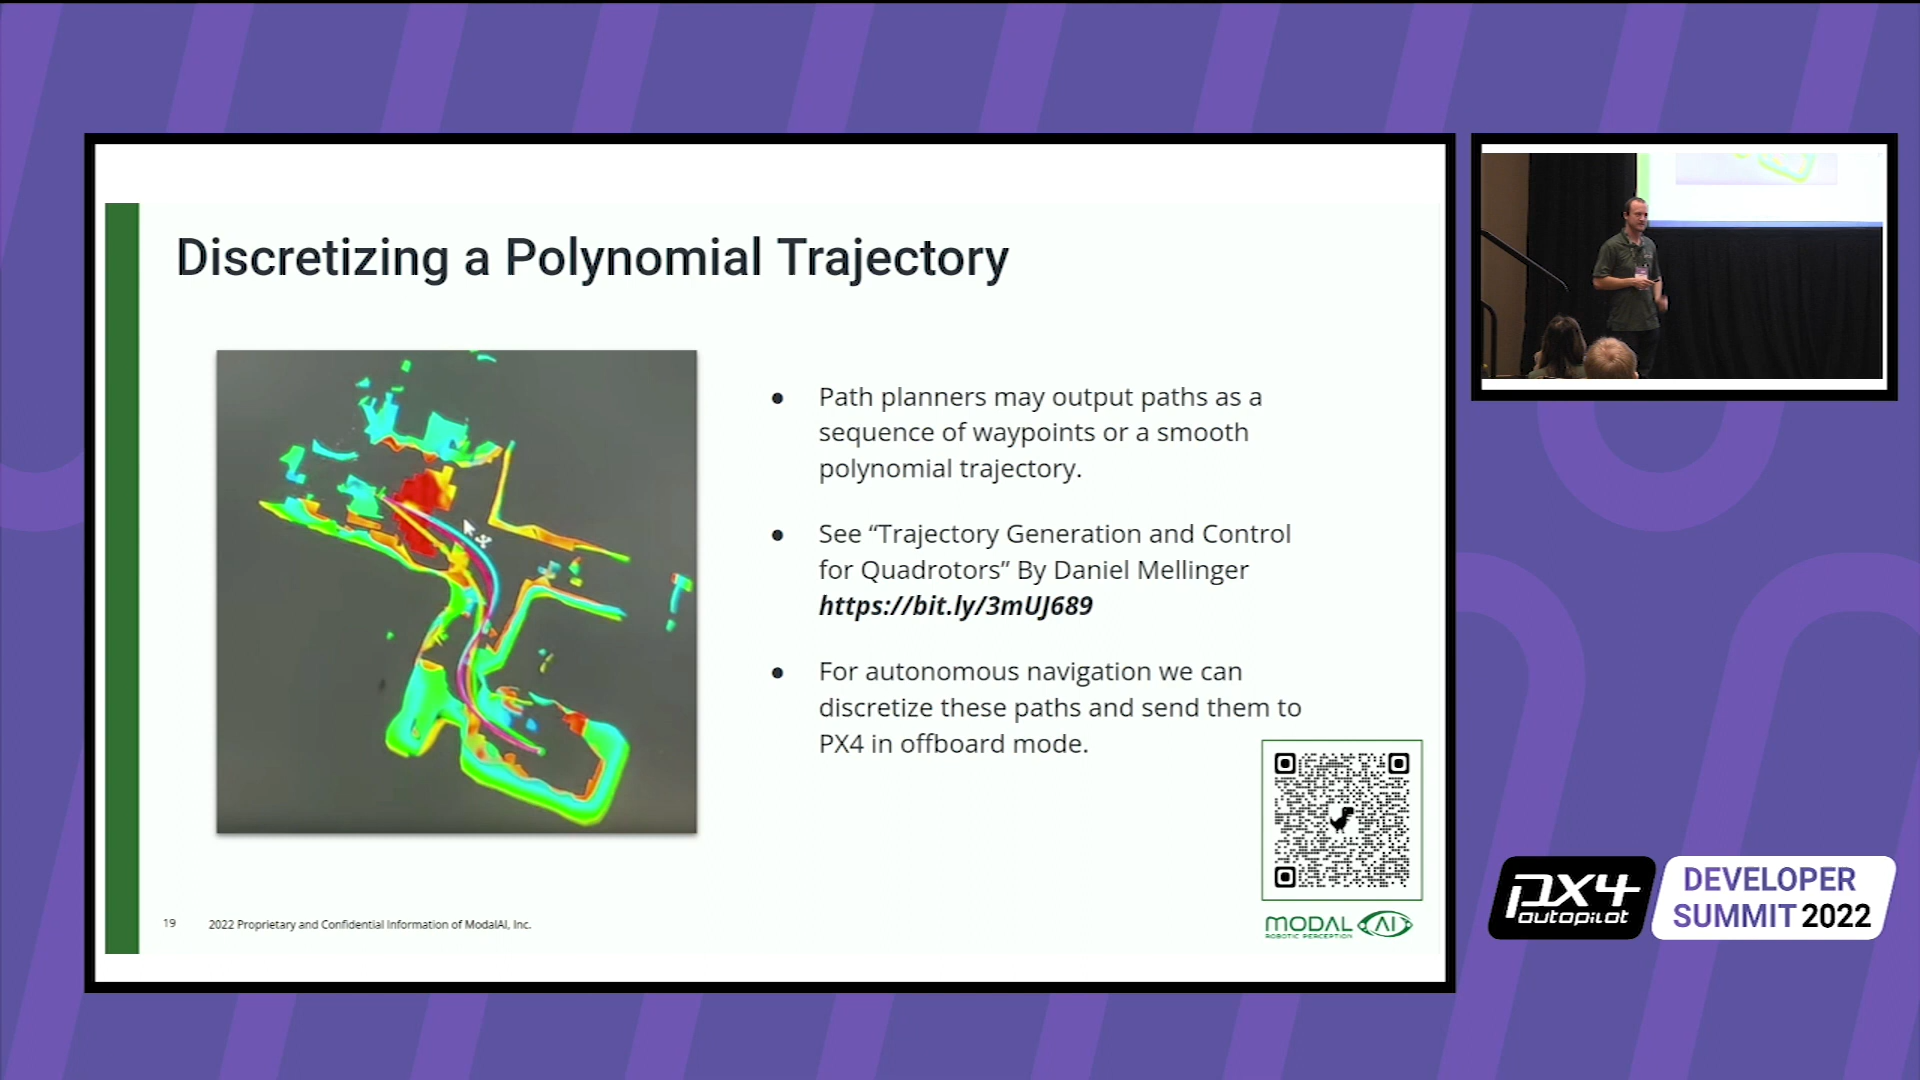 Discretizing a Polynomial Trajectory
● Path planners may output paths as a
sequence of waypoints or a smooth
polynomial trajectory.
● See “Trajectory Generation and Control
for Quadrotors” By Daniel Mellinger
https://bit.ly/3mUJ689
● For autonomous navigation we can
discretize these paths and send them to
PX4 in offboard mode.
19 2022 Proprietary and Confidential Information of ModalAI, Inc.
MODAL AI
ROBOTIC PERCEPTION
PX4
autopilot
DEVELOPER
SUMMIT 2022